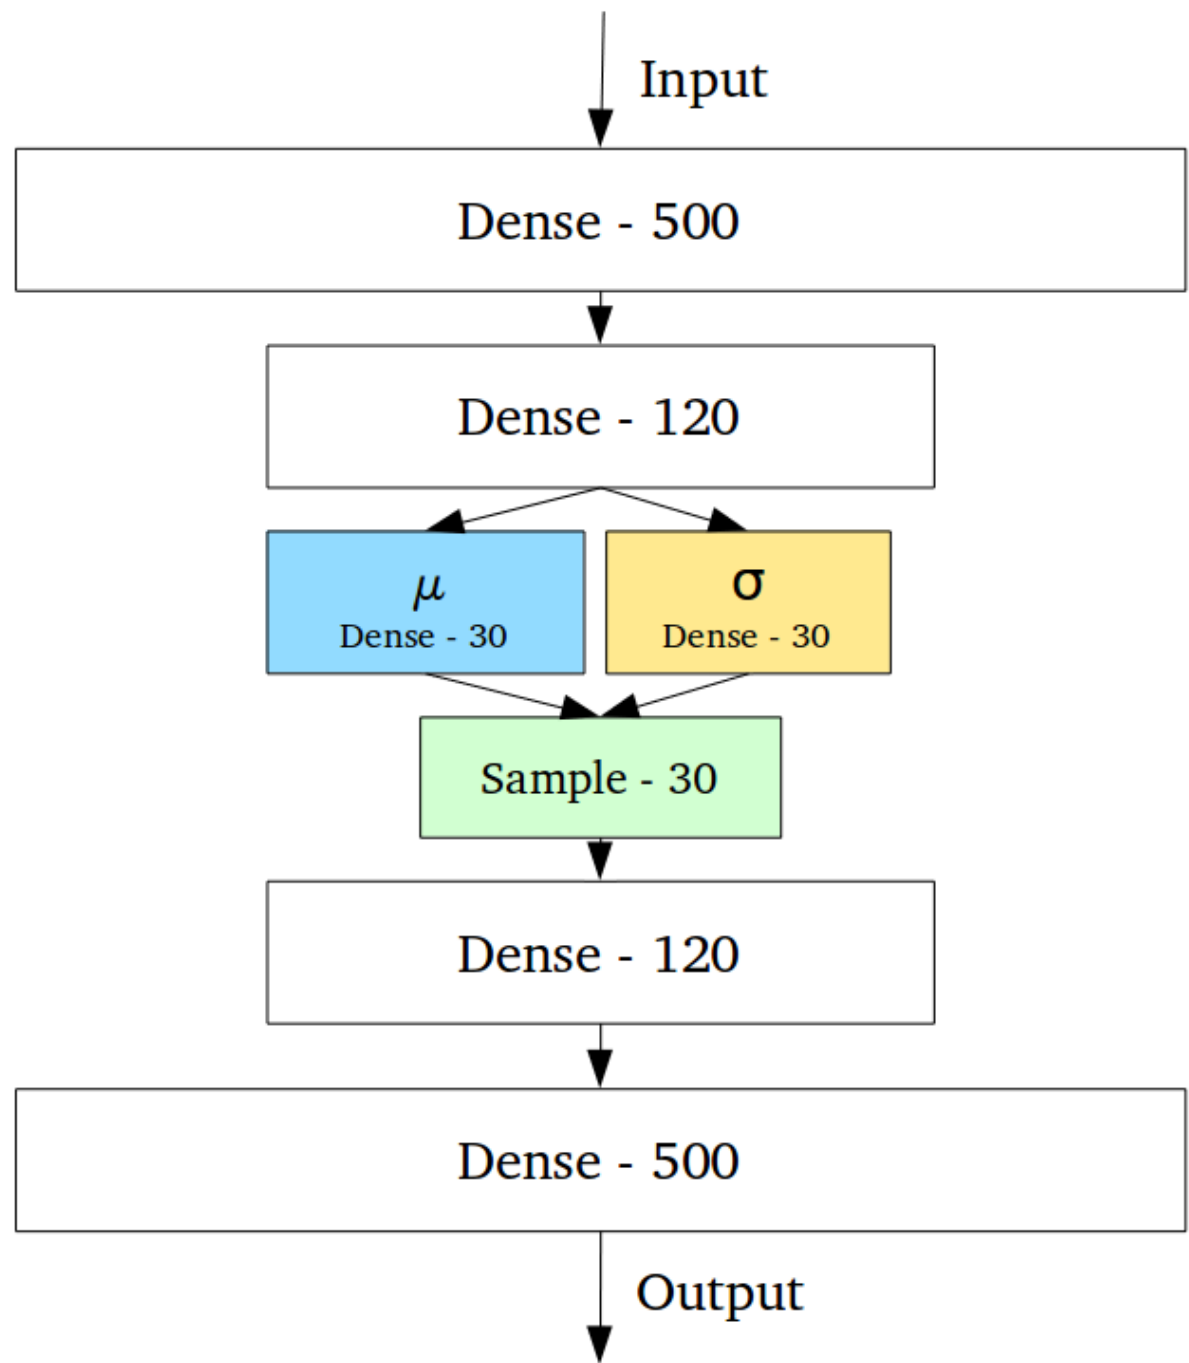 Input
Dense - 500
Dense - 120
μ
Dense - 30
σ
Dense - 30
Sample - 30
Dense - 120
Dense - 500
Output